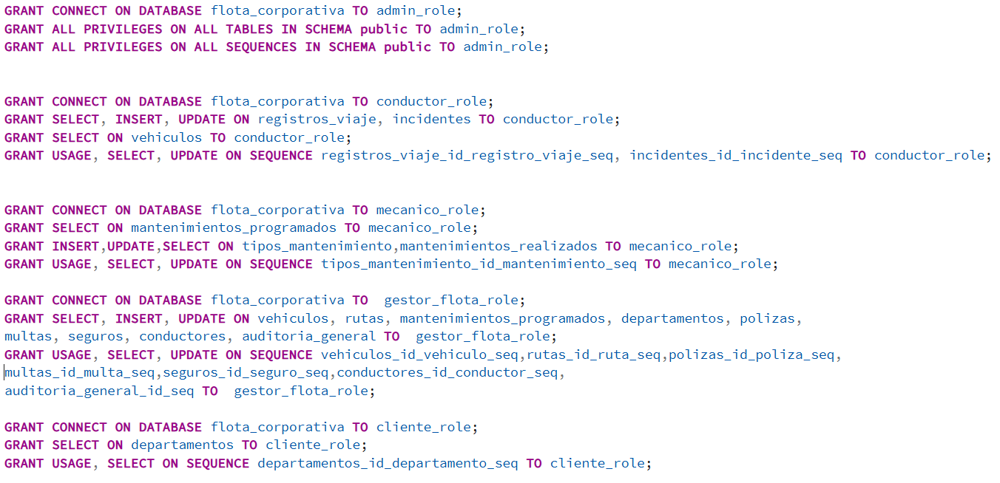 GRANT CONNECT ON DATABASE flota_corporativa TO admin_role;
GRANT ALL PRIVILEGES ON ALL TABLES IN SCHEMA public TO admin_role;
GRANT ALL PRIVILEGES ON ALL SEQUENCES IN SCHEMA public TO admin_role;
GRANT CONNECT ON DATABASE flota_corporativa TO conductor_role;
GRANT SELECT, INSERT, UPDATE ON registros_viaje, incidentes TO conductor_role;
GRANT SELECT ON vehiculos TO conductor_role;
GRANT USAGE, SELECT, UPDATE ON SEQUENCE registros_viaje_id_registro_viaje_seq, incidentes_id_incidente_seq TO conductor_role;
GRANT CONNECT ON DATABASE flota_corporativa TO mecanico_role;
GRANT SELECT ON mantenimientos_programados TO mecanico_role;
GRANT INSERT,UPDATE,SELECT ON tipos_mantenimiento,mantenimientos_realizados TO mecanico_role;
GRANT USAGE, SELECT, UPDATE ON SEQUENCE tipos_mantenimiento_id_mantenimiento_seq TO mecanico_role;
GRANT CONNECT ON DATABASE flota_corporativa TO  gestor_flota_role;
GRANT SELECT, INSERT, UPDATE ON vehiculos, rutas, mantenimientos_programados, departamentos, polizas,
multas, seguros, conductores, auditoria_general TO  gestor_flota_role;
GRANT USAGE, SELECT, UPDATE ON SEQUENCE vehiculos_id_vehiculo_seq,rutas_id_ruta_seq,polizas_id_poliza_seq,
multas_id_multa_seq,seguros_id_seguro_seq,conductores_id_conductor_seq,
auditoria_general_id_seq TO  gestor_flota_role;
GRANT CONNECT ON DATABASE flota_corporativa TO cliente_role;
GRANT SELECT ON departamentos TO cliente_role;
GRANT USAGE, SELECT ON SEQUENCE departamentos_id_departamento_seq TO cliente_role;